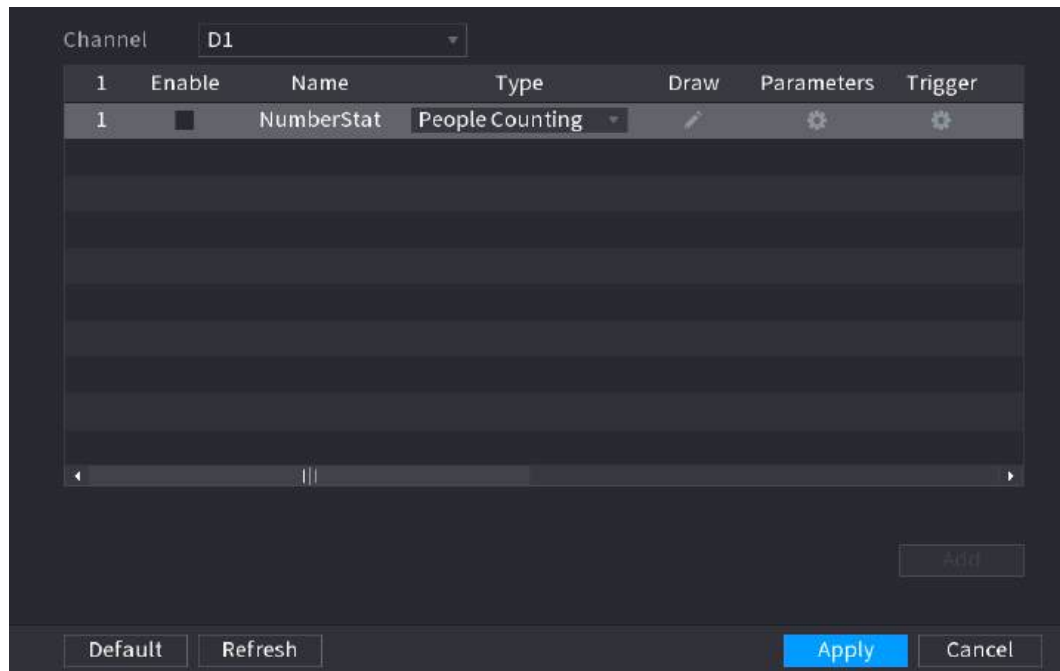 Channel D1
1 Enable Name Type Draw Parameters Trigger
1 NumberStat People Counting
Add
Default Refresh Apply Cancel